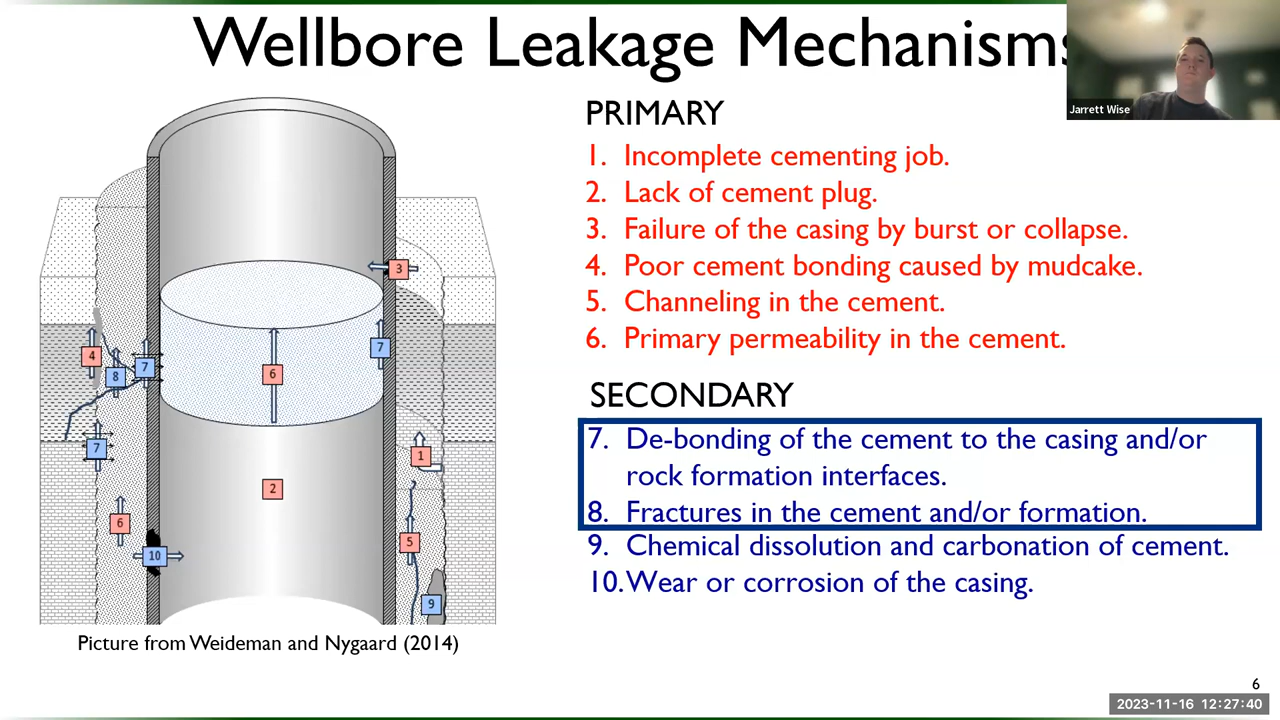 Wellbore Leakage Mechanisms
Jarrett Wise
PRIMARY
1. Incomplete cementing job.
2. Lack of cement plug.
3. Failure of the casing by burst or collapse.
4. Poor cement bonding caused by mudcake.
5. Channeling in the cement.
6. Primary permeability in the cement.
SECONDARY
7. De-bonding of the cement to the casing and/or
rock formation interfaces.
8. Fractures in the cement and/or formation.
9. Chemical dissolution and carbonation of cement.
10. Wear or corrosion of the casing.
3
7
4
7
8
6
7
1
2
6
5
10
9
Picture from Weideman and Nygaard (2014)
6
2023-11-16 12:27:40